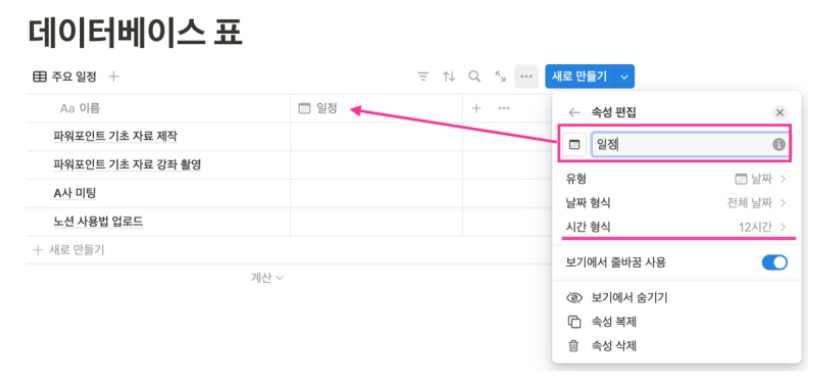 데이터베이스 표
주요 일정
새로 만들기
Aa 이름
일정
속성 편집
일정
파워포인트 기초 자료 제작
파워포인트 기초 자료 강좌 촬영
A사 미팅
노션 사용법 업로드
새로 만들기
계산
유형 날짜
날짜 형식 전체 날짜
시간 형식 12시간
보기에서 줄바꿈 사용
보기에서 숨기기
속성 복제
속성 삭제